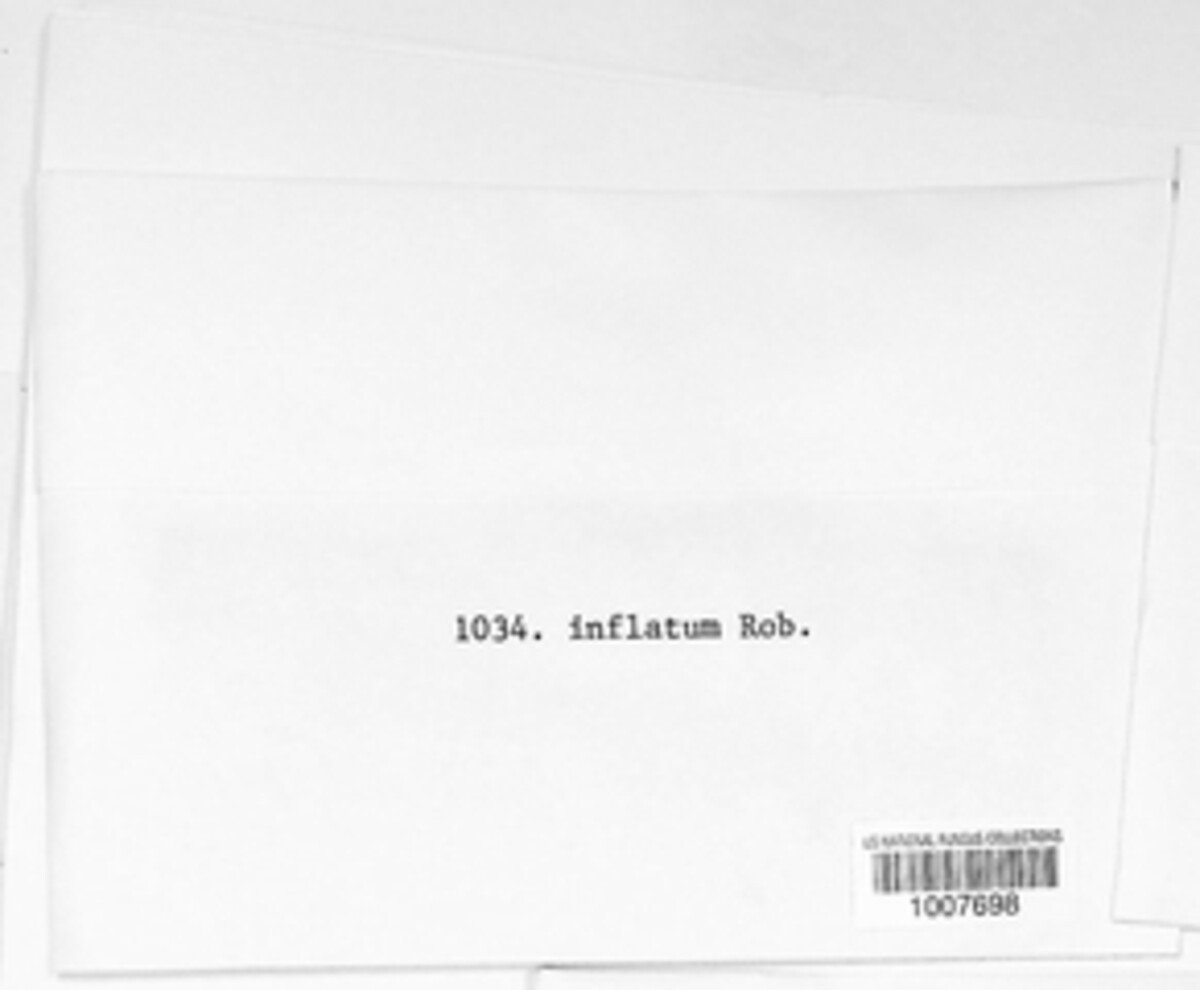 1034. inflatum Rob.
US NATIONAL FUNGUS COLLECTIONS
1007698